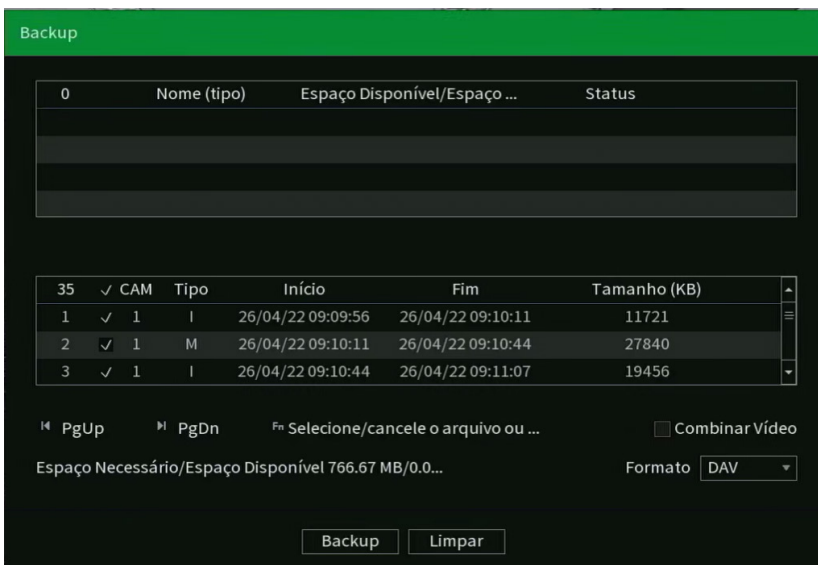 Backup
0 Nome (tipo) Espaço Disponível/Espaço ... Status
35 ✓ CAM Tipo Início Fim Tamanho (KB)
1 ✓ 1 I 26/04/22 09:09:56 26/04/22 09:10:11 11721
2 ✓ 1 M 26/04/22 09:10:11 26/04/22 09:10:44 27840
3 ✓ 1 I 26/04/22 09:10:44 26/04/22 09:11:07 19456
PgUp PgDn Fn Selecione/cancele o arquivo ou ... Combinar Vídeo
Espaço Necessário/Espaço Disponível 766.67 MB/0.0... Formato DAV
Backup Limpar